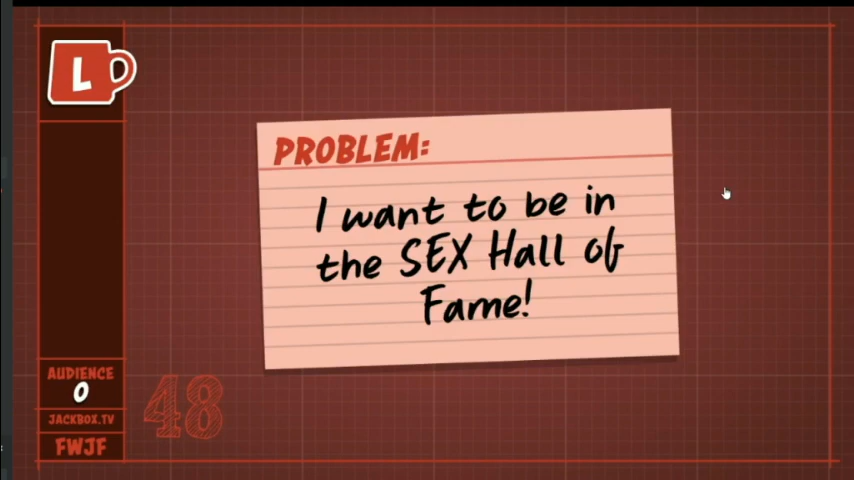 L
PROBLEM:
I want to be in
the SEX Hall of
Fame!
AUDIENCE
0
JACKBOX.TV
FWJF
48